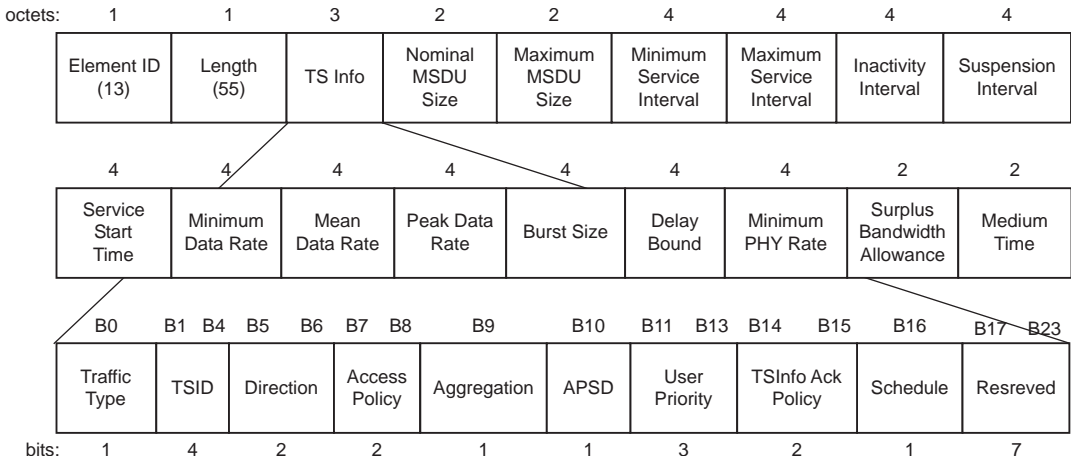 octets: 1 1 3 2 2 4 4 4 4
Element ID (13)
Length (55)
TS Info
Nominal MSDU Size
Maximum MSDU Size
Minimum Service Interval
Maximum Service Interval
Inactivity Interval
Suspension Interval
4 4 4 4 4 4 4 2 2
Service Start Time
Minimum Data Rate
Mean Data Rate
Peak Data Rate
Burst Size
Delay Bound
Minimum PHY Rate
Surplus Bandwidth Allowance
Medium Time
B0 B1 B4 B5 B6 B7 B8 B9 B10 B11 B13 B14 B15 B16 B17 B23
Traffic Type
TSID
Direction
Access Policy
Aggregation
APSD
User Priority
TSInfo Ack Policy
Schedule
Resreved
bits: 1 4 2 2 1 1 3 2 1 7